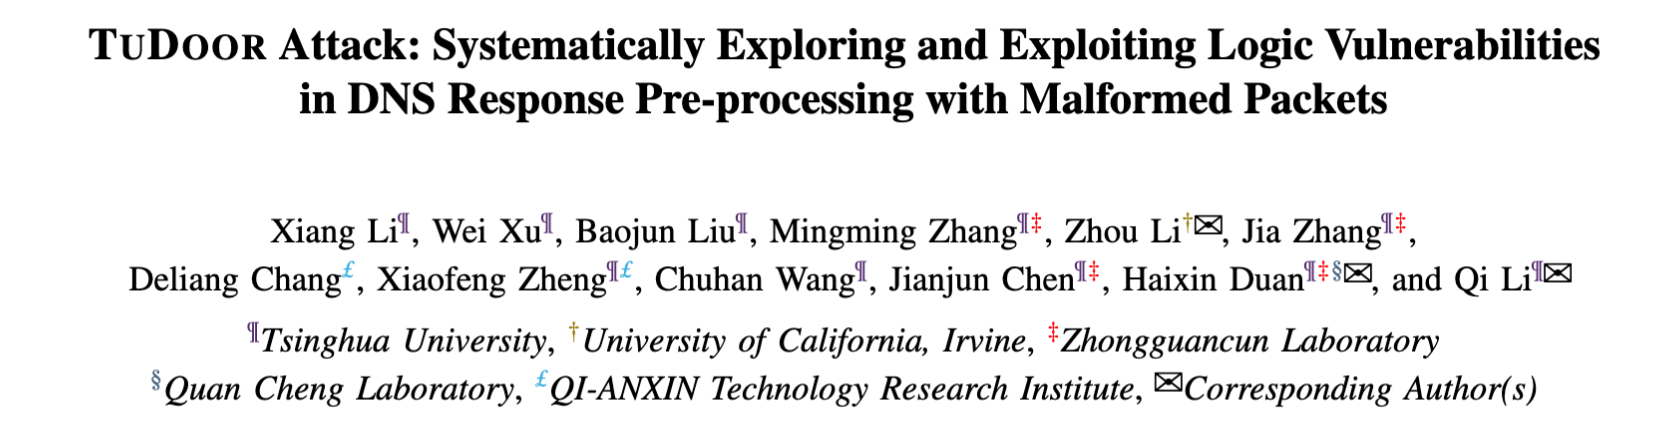 TUDOOR Attack: Systematically Exploring and Exploiting Logic Vulnerabilities
in DNS Response Pre-processing with Malformed Packets
Xiang Li¶, Wei Xu¶, Baojun Liu¶, Mingming Zhang¶‡, Zhou Li†✉, Jia Zhang¶‡,
Deliang Chang£, Xiaofeng Zheng¶£, Chuhan Wang¶, Jianjun Chen¶‡, Haixin Duan¶‡§✉, and Qi Li¶✉
¶Tsinghua University, †University of California, Irvine, ‡Zhongguancun Laboratory
§Quan Cheng Laboratory, £QI-ANXIN Technology Research Institute, ✉Corresponding Author(s)